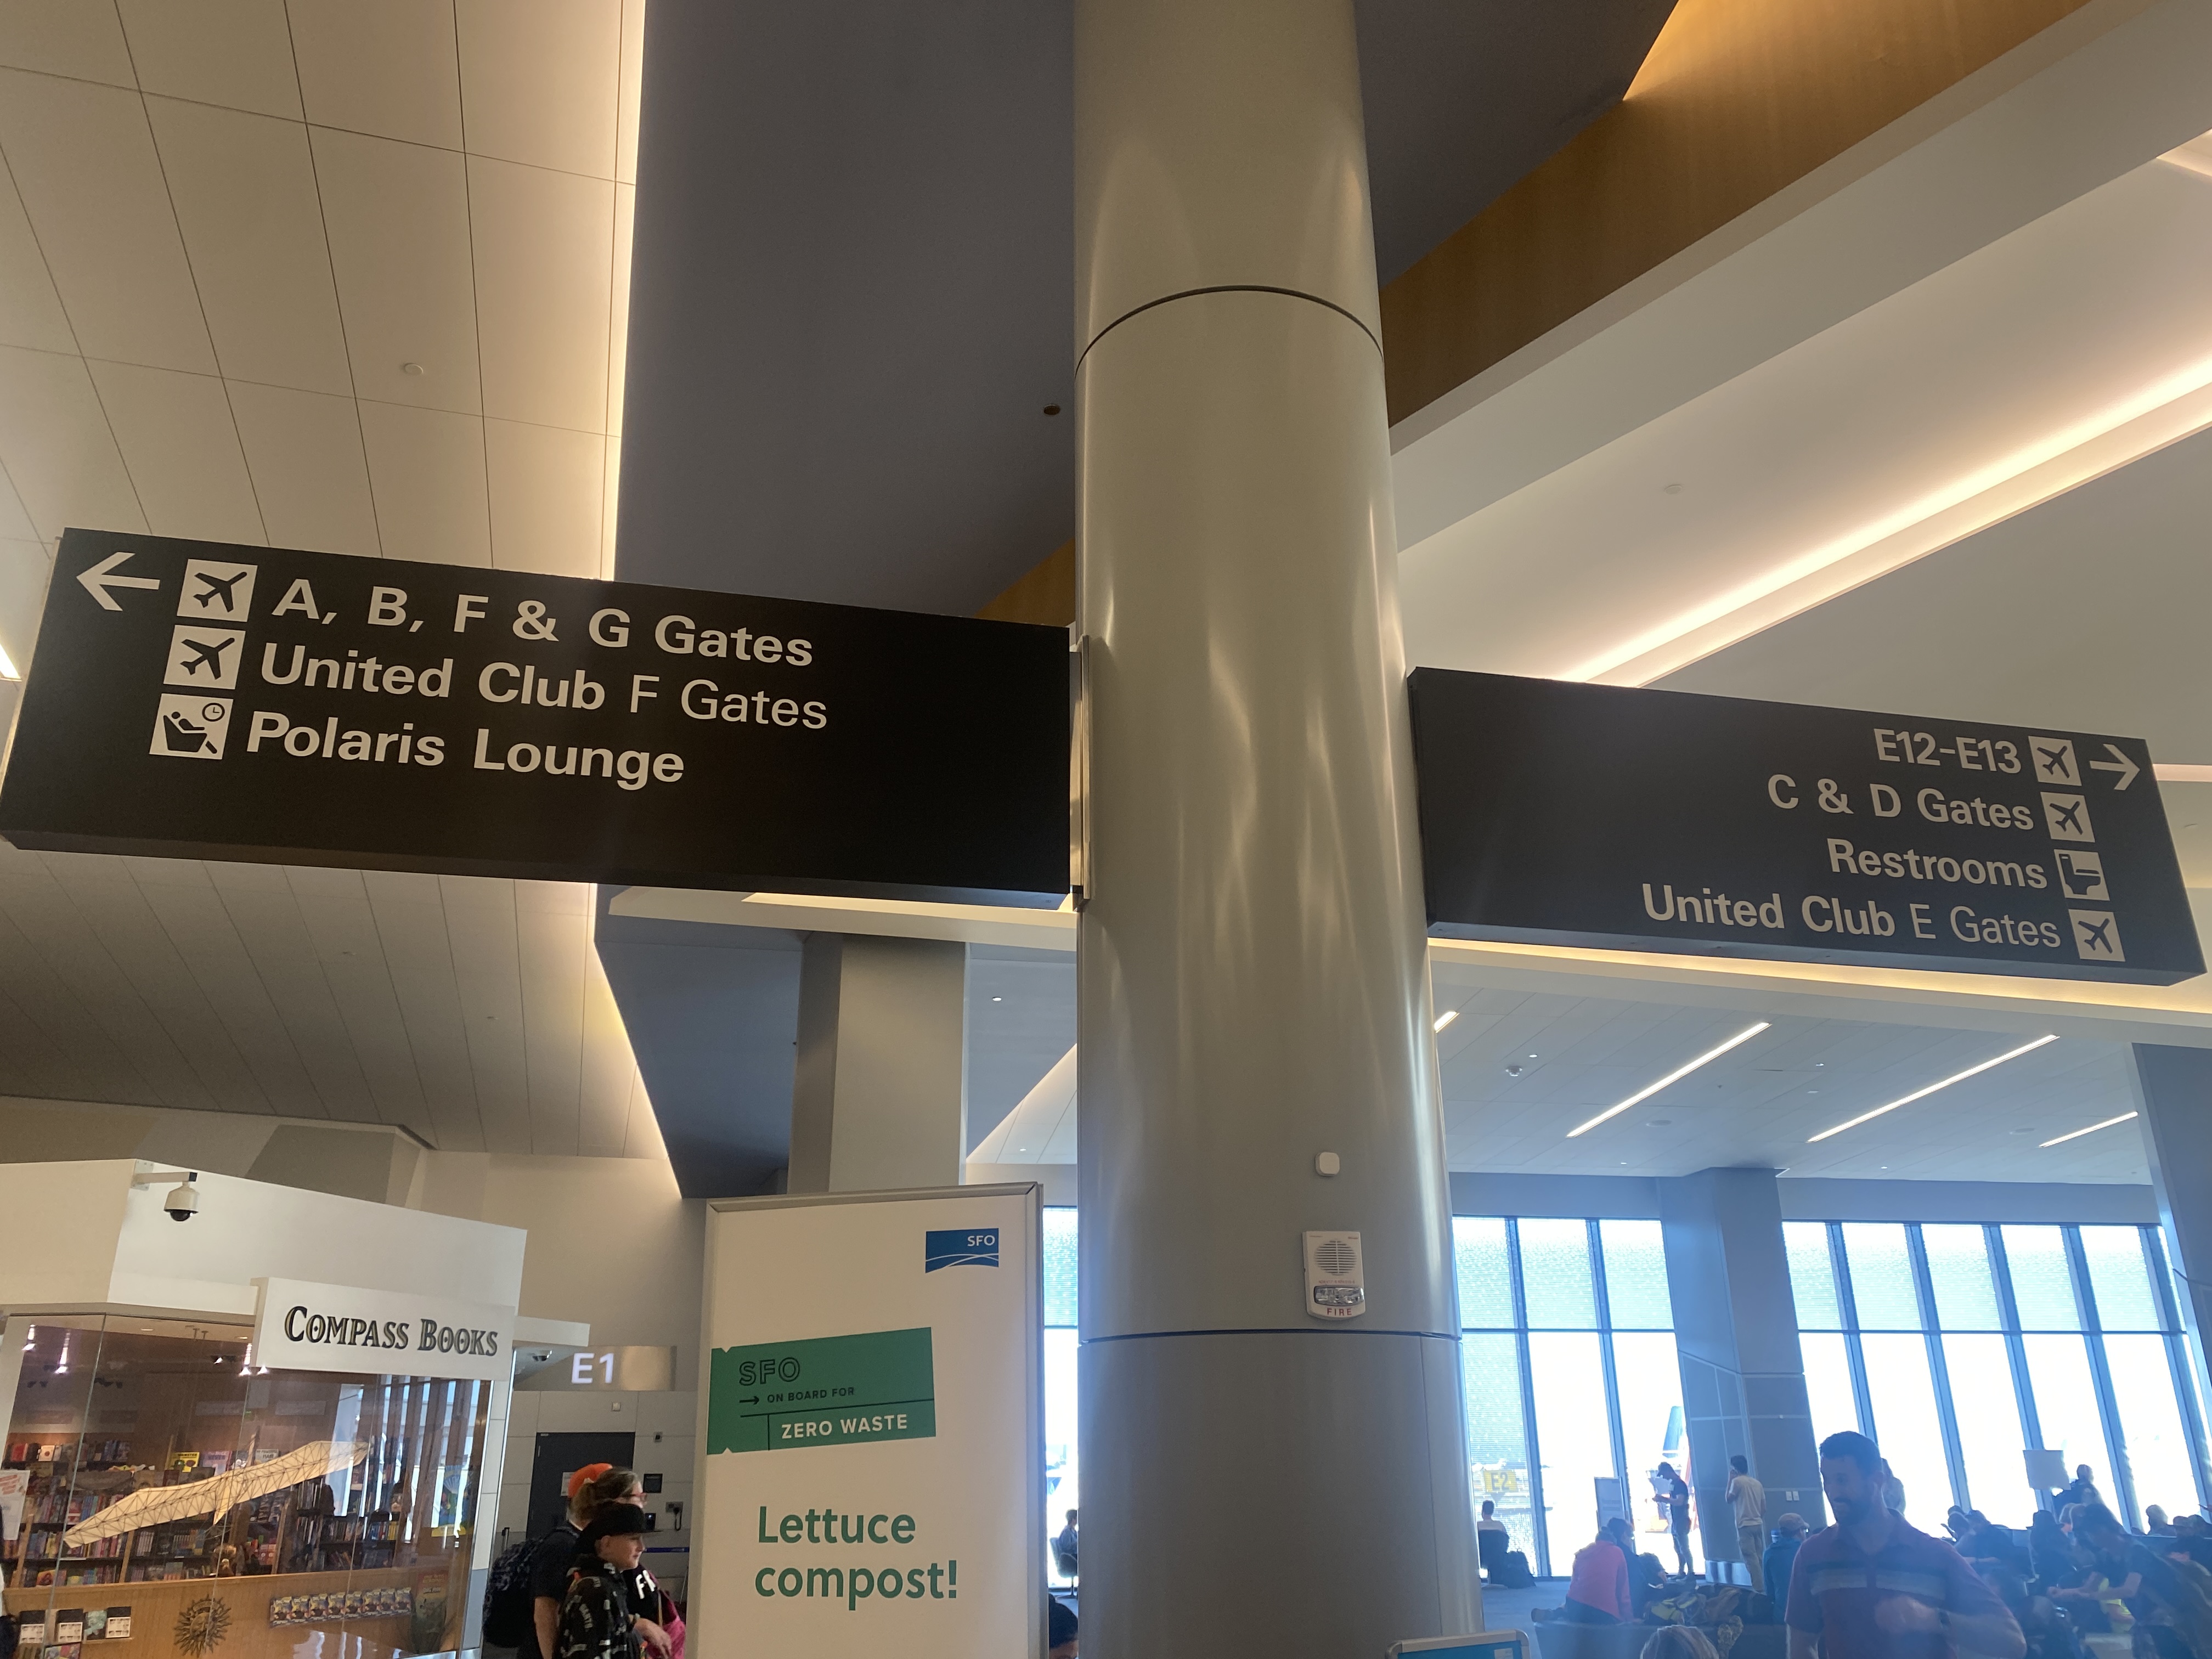 A, B, F & G Gates
United Club F Gates
Polaris Lounge
E12-E13
C & D Gates
Restrooms
United Club E Gates
SFO
COMPASS BOOKS
E1
SFO
→ ON BOARD FOR
ZERO WASTE
Lettuce
compost!
FIRE
E2